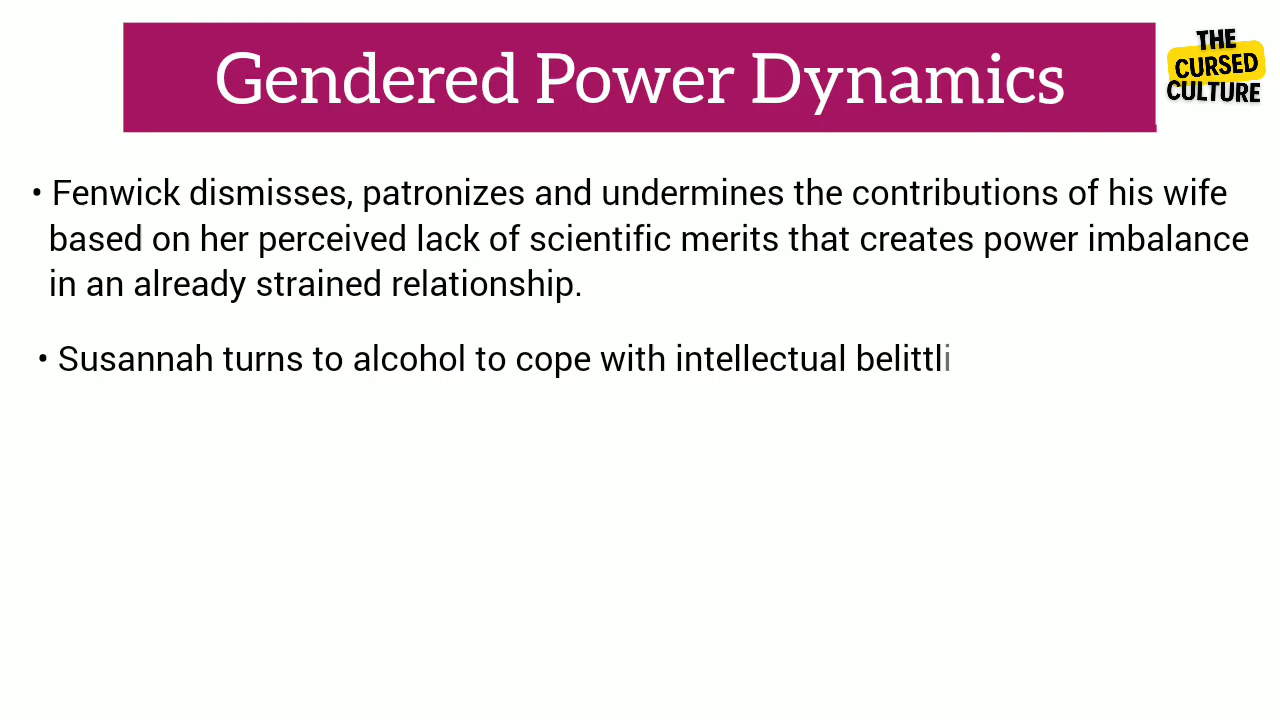 Gendered Power Dynamics
THE
CURSED
CULTURE
• Fenwick dismisses, patronizes and undermines the contributions of his wife
based on her perceived lack of scientific merits that creates power imbalance
in an already strained relationship.
• Susannah turns to alcohol to cope with intellectual belittli